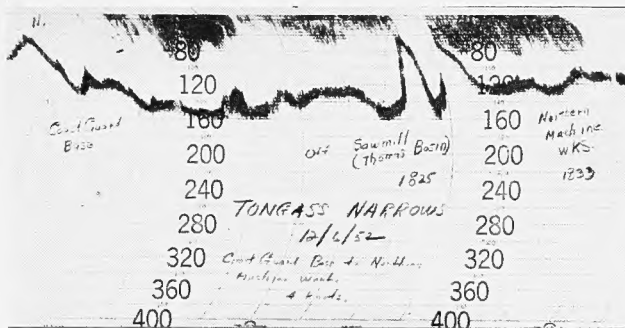 80
120
160
200
240
280
320
360
400
80
120
160
200
240
280
320
360
400
Coast Guard
Base
Off Sawmill
(Thomas Basin)
1825
Northern
Machine
WKS.
1833
TONGASS NARROWS
12/6/52
Coast Guard Base to Northern
Machine Works.
4 knots.